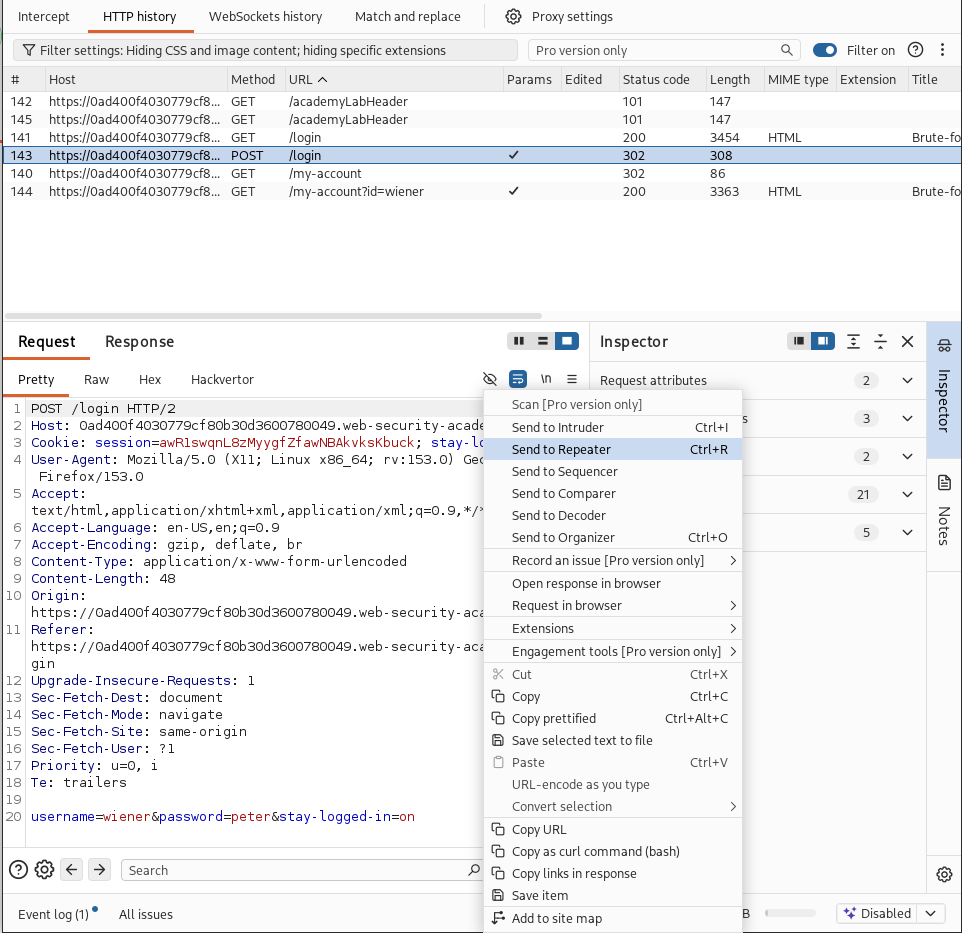 Intercept HTTP history WebSockets history Match and replace Proxy settings
Filter settings: Hiding CSS and image content; hiding specific extensions Pro version only Filter on
# Host Method URL Params Edited Status code Length MIME type Extension Title
142 https://0ad400f4030779cf8... GET /academyLabHeader 101 147
145 https://0ad400f4030779cf8... GET /academyLabHeader 101 147
141 https://0ad400f4030779cf8... GET /login 200 3454 HTML Brute-fo
143 https://0ad400f4030779cf8... POST /login ✓ 302 308
140 https://0ad400f4030779cf8... GET /my-account 302 86
144 https://0ad400f4030779cf8... GET /my-account?id=wiener ✓ 200 3363 HTML Brute-fo
Request Response
Pretty Raw Hex Hackvertor \n
1 POST /login HTTP/2
2 Host: 0ad400f4030779cf80b30d3600780049.web-security-acade
3 Cookie: session=awR1swqnL8zMyygfZfawNBAkvksKbuck; stay-lo
4 User-Agent: Mozilla/5.0 (X11; Linux x86_64; rv:153.0) Gec
Firefox/153.0
5 Accept:
text/html,application/xhtml+xml,application/xml;q=0.9,*/*
6 Accept-Language: en-US,en;q=0.9
7 Accept-Encoding: gzip, deflate, br
8 Content-Type: application/x-www-form-urlencoded
9 Content-Length: 48
10 Origin:
https://0ad400f4030779cf80b30d3600780049.web-security-aca
11 Referer:
https://0ad400f4030779cf80b30d3600780049.web-security-aca
gin
12 Upgrade-Insecure-Requests: 1
13 Sec-Fetch-Dest: document
14 Sec-Fetch-Mode: navigate
15 Sec-Fetch-Site: same-origin
16 Sec-Fetch-User: ?1
17 Priority: u=0, i
18 Te: trailers
19
20 username=wiener&password=peter&stay-logged-in=on
Search
Scan [Pro version only]
Send to Intruder Ctrl+I
Send to Repeater Ctrl+R
Send to Sequencer
Send to Comparer
Send to Decoder
Send to Organizer Ctrl+O
Record an issue [Pro version only]
Open response in browser
Request in browser
Extensions
Engagement tools [Pro version only]
Cut Ctrl+X
Copy Ctrl+C
Copy prettified Ctrl+Alt+C
Save selected text to file
Paste Ctrl+V
URL-encode as you type
Convert selection
Copy URL
Copy as curl command (bash)
Copy links in response
Save item
Add to site map
Inspector
Request attributes 2
s 3
2
21
5
Inspector
Notes
Event log (1) All issues
B Disabled